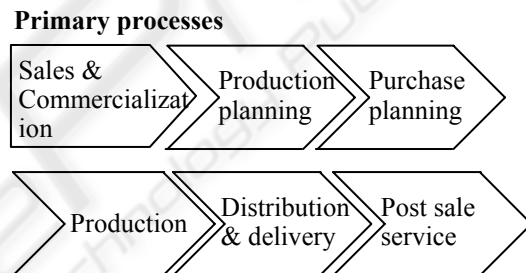 Primary processes
Sales &
Commercializat
ion
Production
planning
Purchase
planning
Production
Distribution
& delivery
Post sale
service